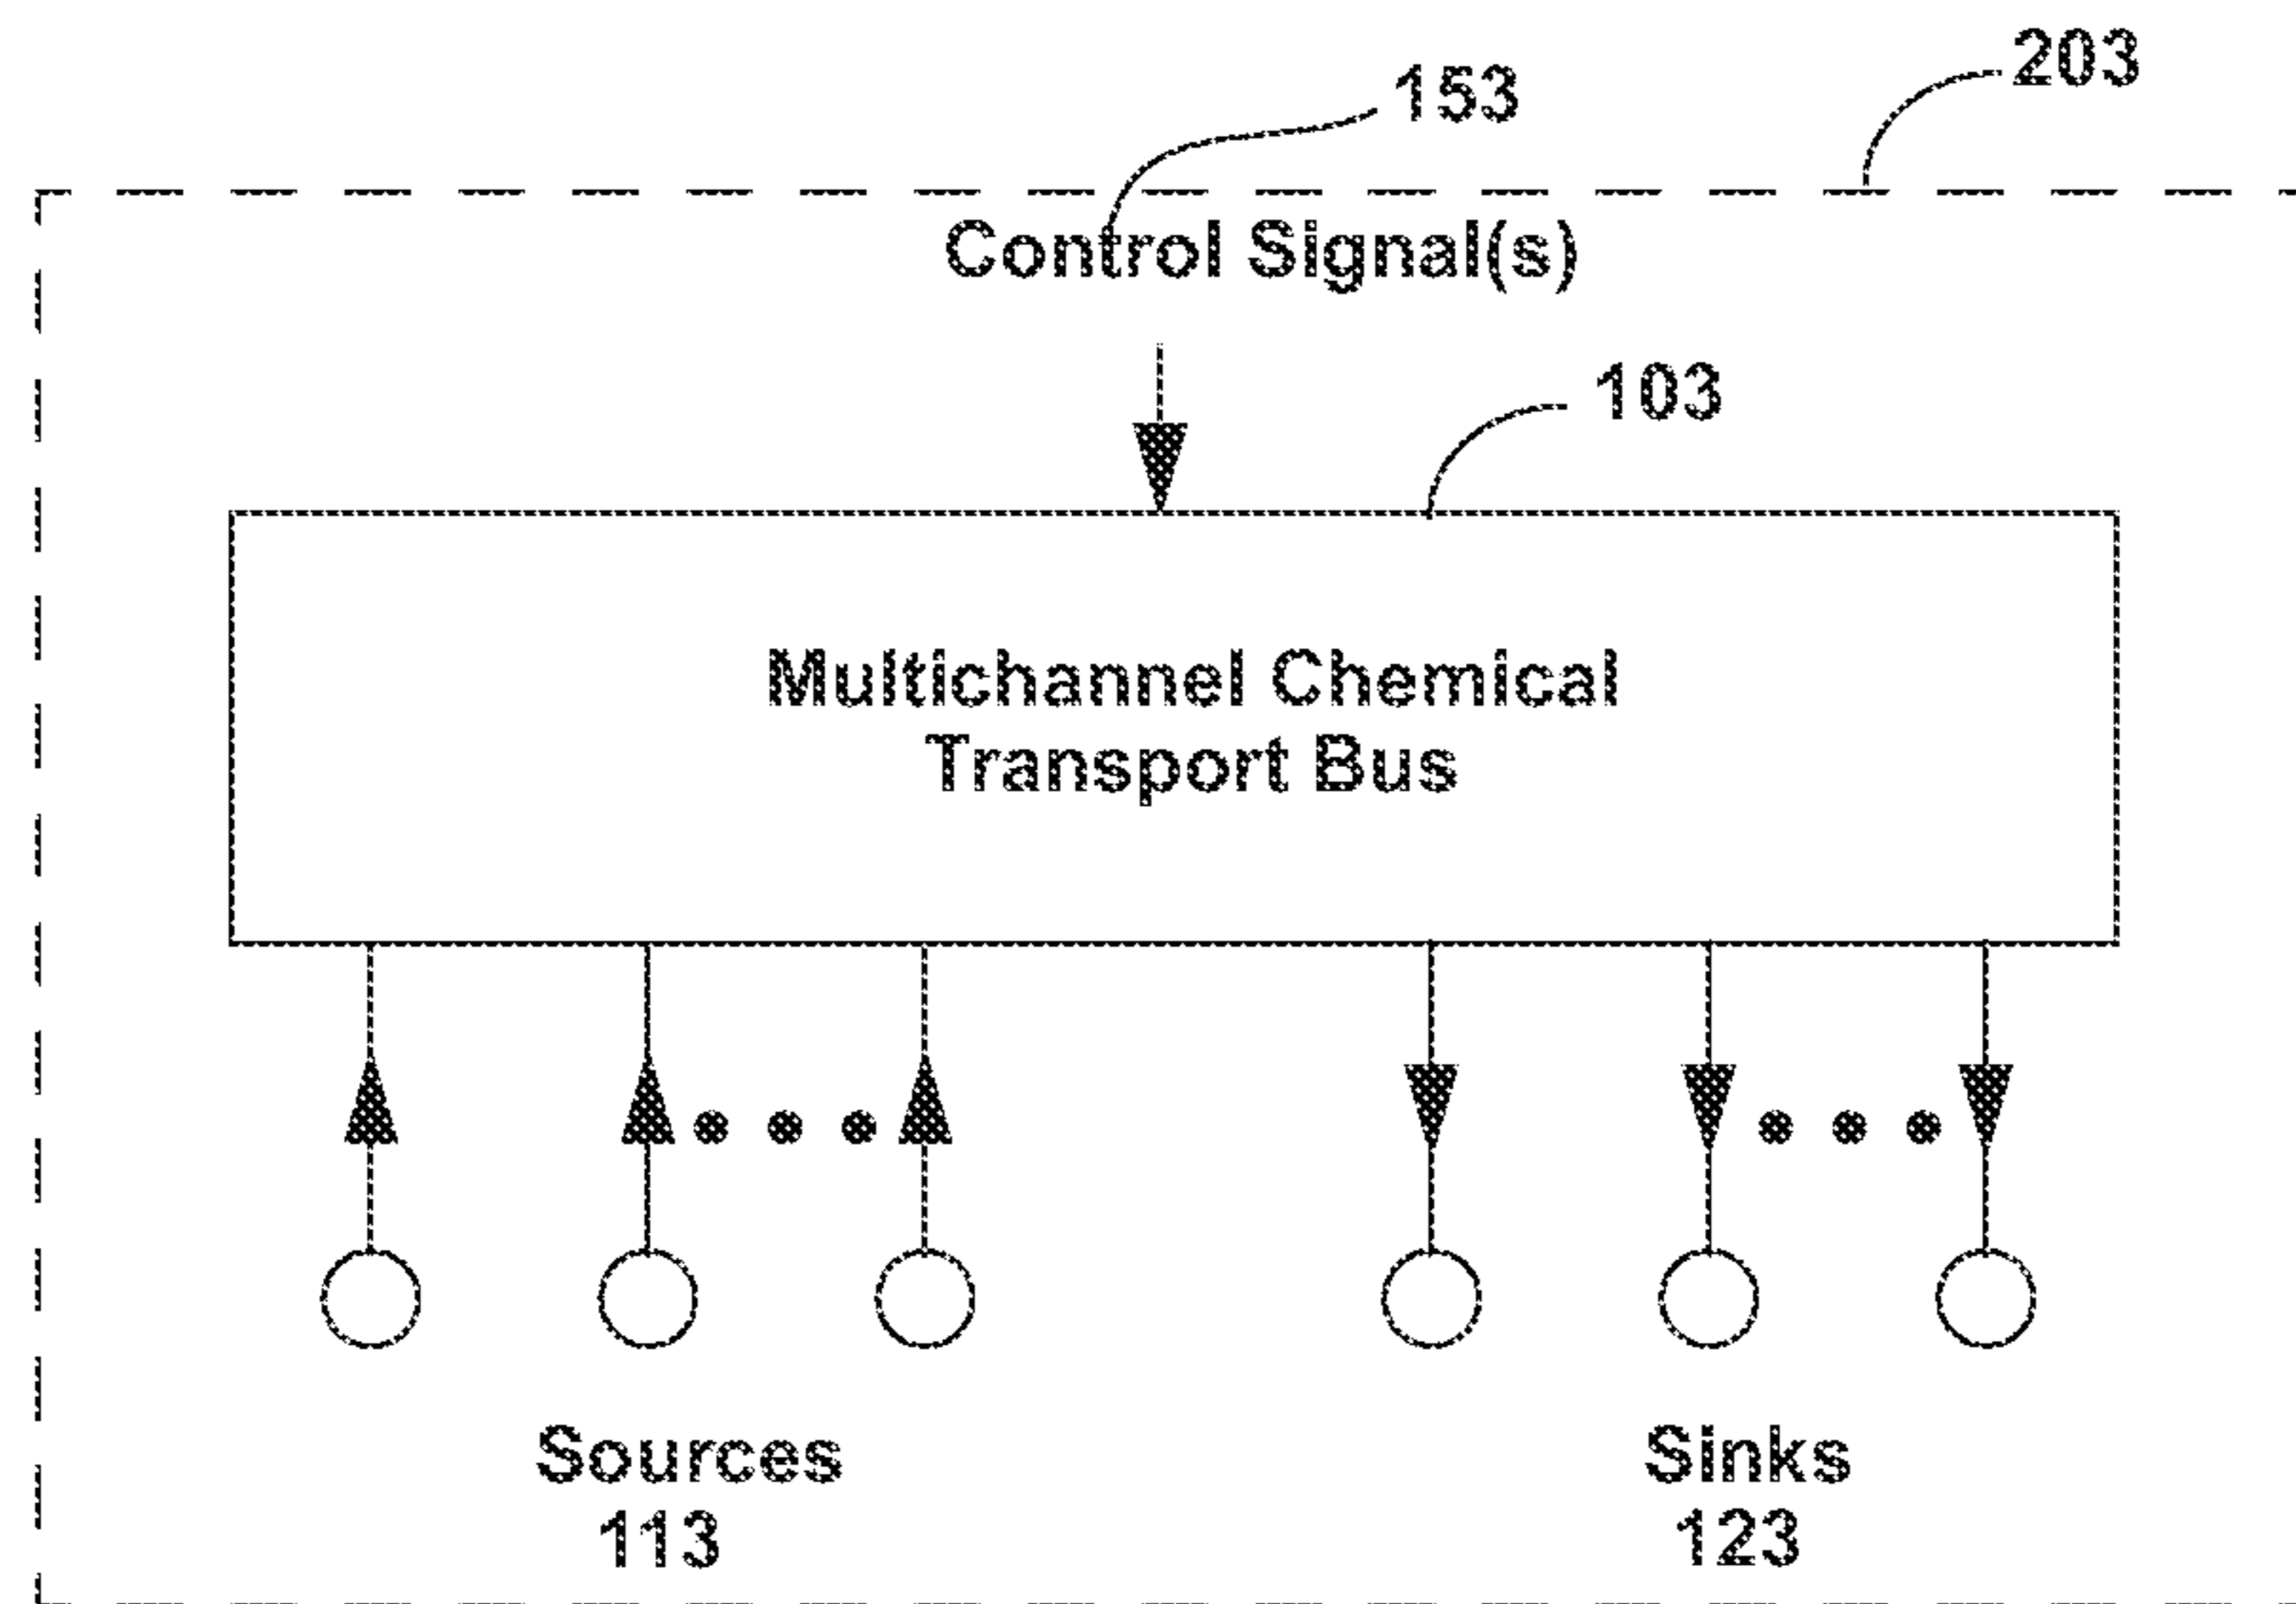 203
153
Control Signal(s)
103
Multichannel Chemical
Transport Bus
Sources
113
Sinks
123